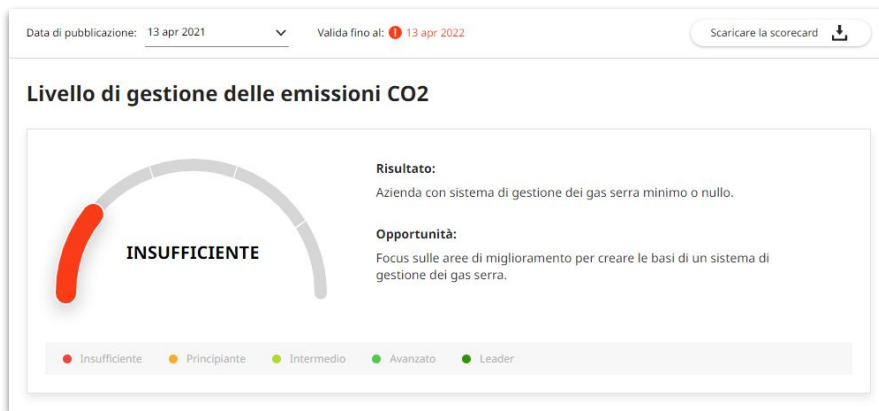 Data di pubblicazione: 13 apr 2021 Valida fino al: ! 13 apr 2022 Scaricare la scorecard
Livello di gestione delle emissioni CO2
Risultato:
Azienda con sistema di gestione dei gas serra minimo o nullo.
INSUFFICIENTE
Opportunità:
Focus sulle aree di miglioramento per creare le basi di un sistema di
gestione dei gas serra.
Insufficiente Principiante Intermedio Avanzato Leader